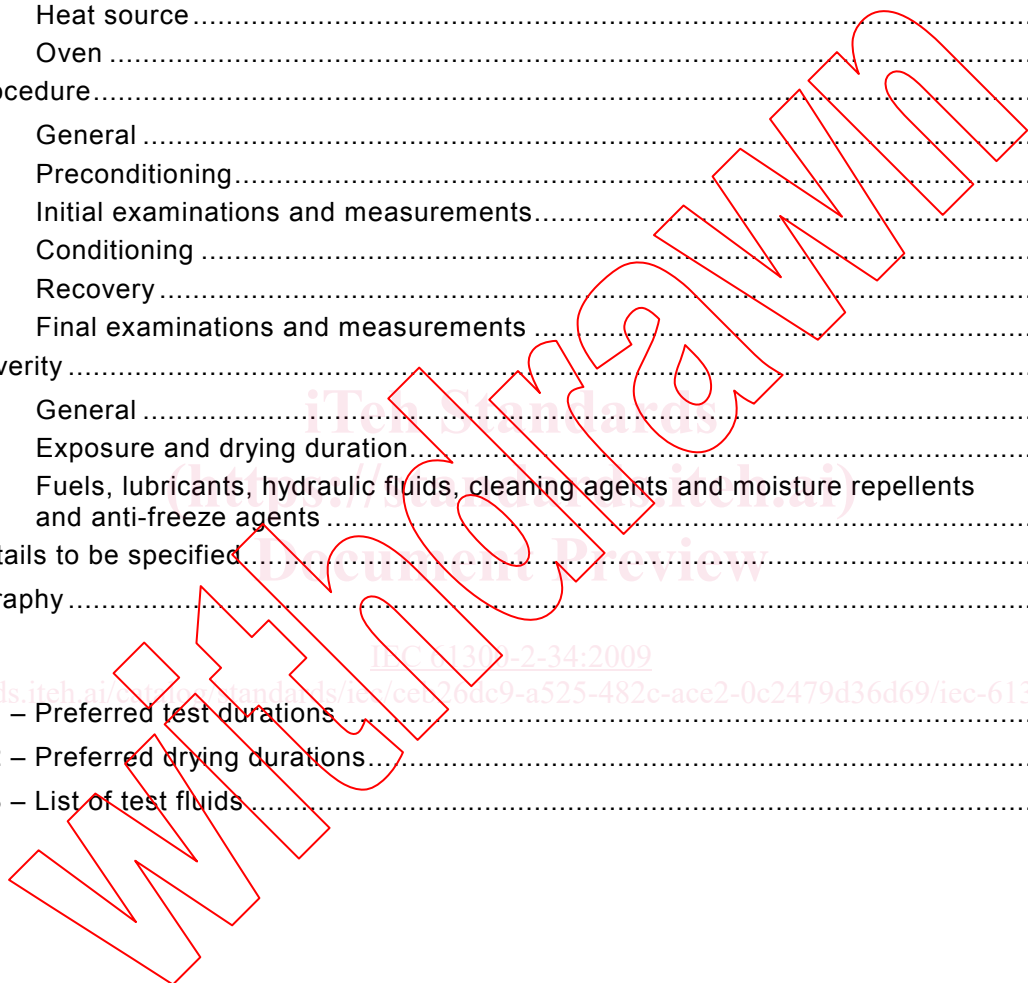 Heat source
Oven
ocedure
General
Preconditioning
Initial examinations and measurements
Conditioning
Recovery
Final examinations and measurements
verity
General
iTeh Standards
Exposure and drying duration
(https://standards.iteh.ai)
Fuels, lubricants, hydraulic fluids, cleaning agents and moisture repellents
and anti-freeze agents
tails to be specified
Document Preview
raphy
IEC 61300-2-34:2009
ds.iteh.ai/catalog/standards/iec/ceb26dc9-a525-482c-ace2-0c2479d36d69/iec-613
– Preferred test durations
– Preferred drying durations
– List of test fluids
withdrawn